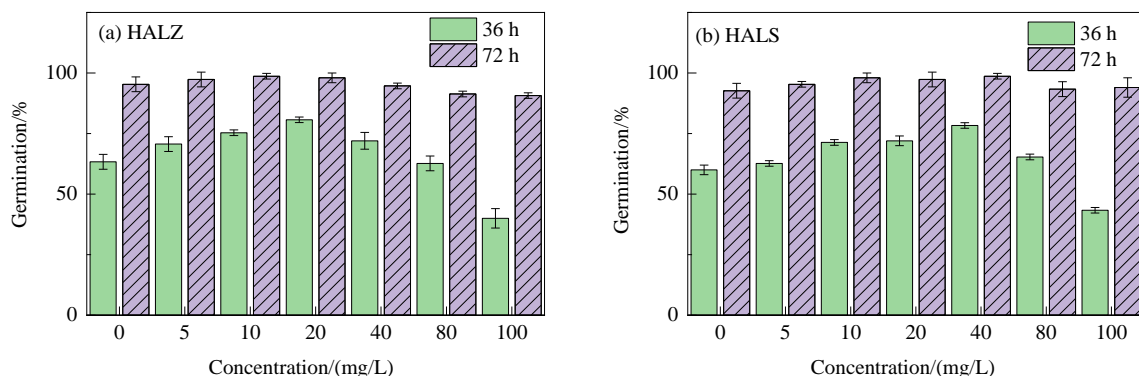 (a) HALZ
36 h
72 h
100
50
0
Germination/%
0 5 10 20 40 80 100
Concentration/(mg/L)
(b) HALS
36 h
72 h
100
50
0
Germination/%
0 5 10 20 40 80 100
Concentration/(mg/L)